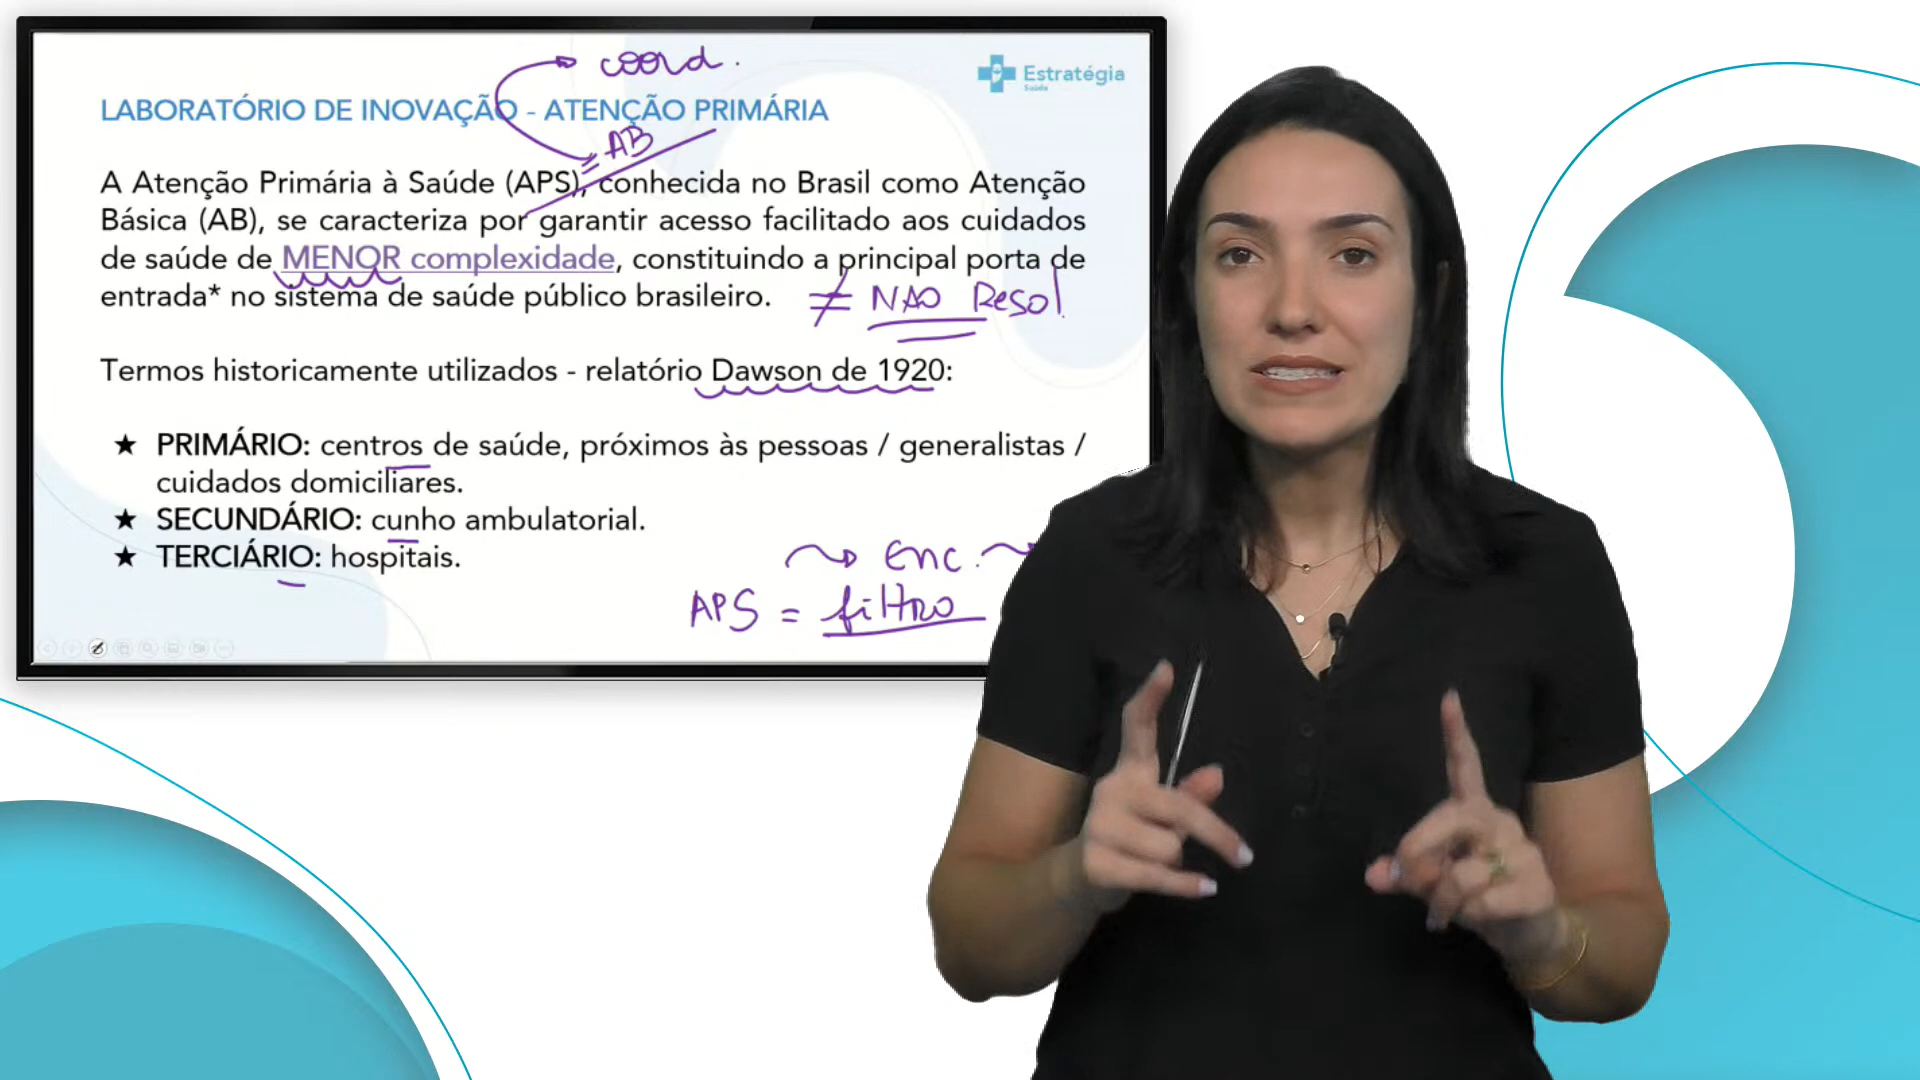 coord.
Estratégia
Saúde
LABORATÓRIO DE INOVAÇÃO - ATENÇÃO PRIMÁRIA
= AB
A Atenção Primária à Saúde (APS), conhecida no Brasil como Atenção
Básica (AB), se caracteriza por garantir acesso facilitado aos cuidados
de saúde de MENOR complexidade, constituindo a principal porta de
entrada* no sistema de saúde público brasileiro.
≠ NÃO Resol.
Termos historicamente utilizados - relatório Dawson de 1920:
★ PRIMÁRIO: centros de saúde, próximos às pessoas / generalistas /
cuidados domiciliares.
★ SECUNDÁRIO: cunho ambulatorial.
★ TERCIÁRIO: hospitais.
Enc.
APS = filtro